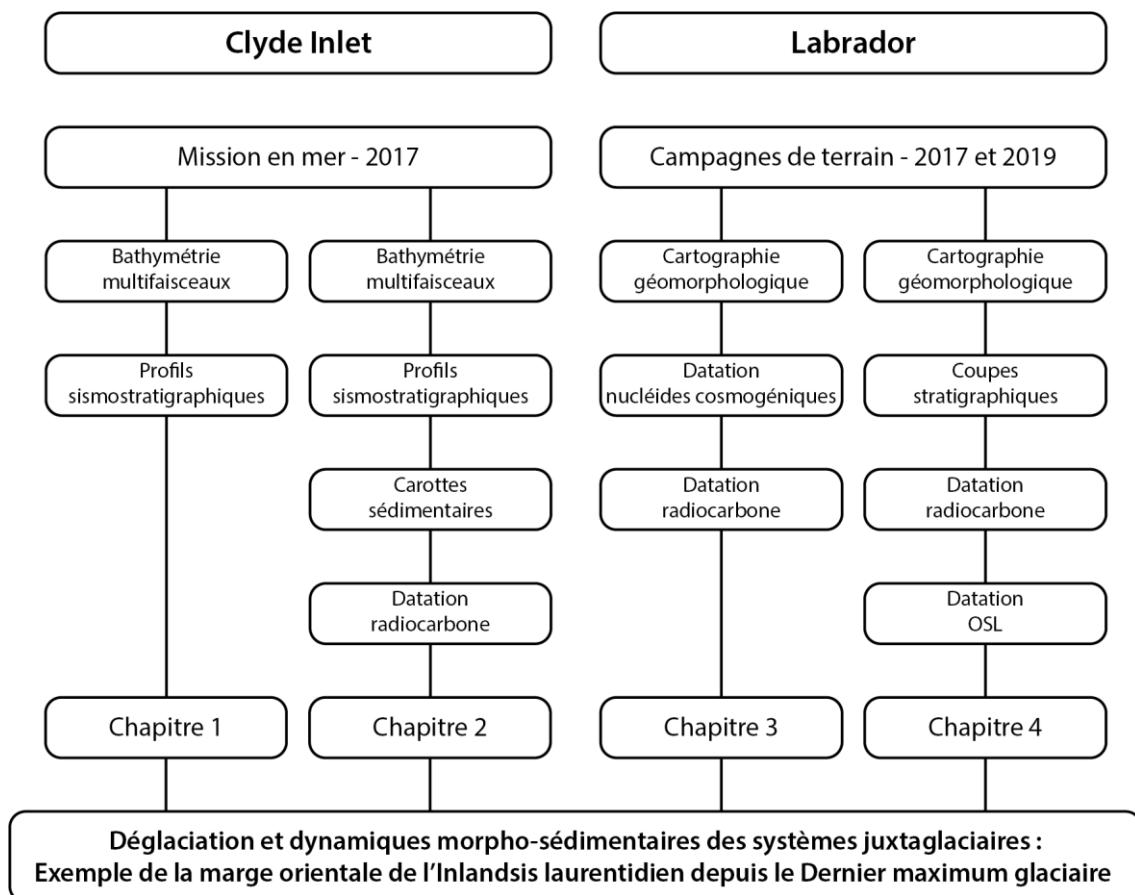 Clyde Inlet
Labrador
Mission en mer - 2017
Campagnes de terrain - 2017 et 2019
Bathymétrie
multifaisceaux
Bathymétrie
multifaisceaux
Cartographie
géomorphologique
Cartographie
géomorphologique
Profils
sismostratigraphiques
Profils
sismostratigraphiques
Datation
nucléides cosmogéniques
Coupes
stratigraphiques
Carottes
sédimentaires
Datation
radiocarbone
Datation
radiocarbone
Datation
radiocarbone
Datation
OSL
Chapitre 1
Chapitre 2
Chapitre 3
Chapitre 4
Déglaciation et dynamiques morpho-sédimentaires des systèmes juxtaglaciaires :
Exemple de la marge orientale de l'Inlandsis laurentidien depuis le Dernier maximum glaciaire